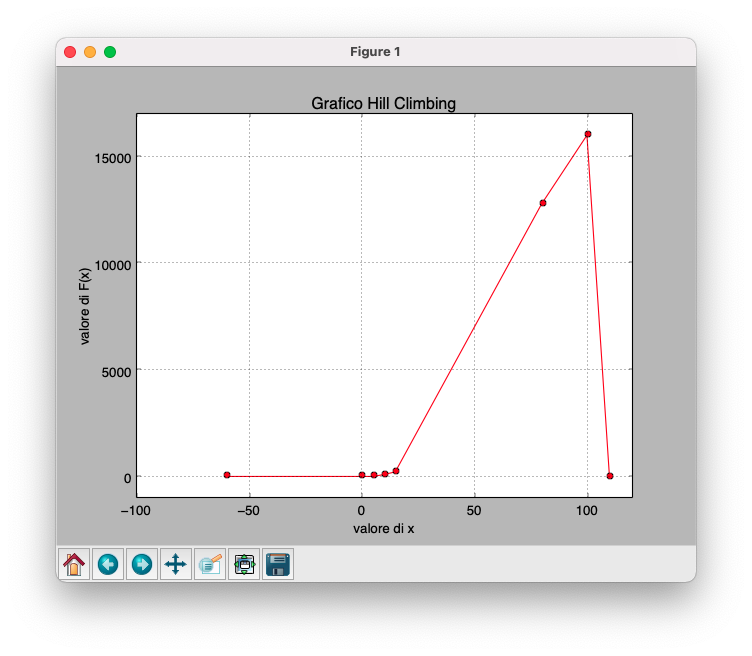 Figure 1
Grafico Hill Climbing
valore di F(x)
15000
10000
5000
0
−100
−50
0
50
100
valore di x